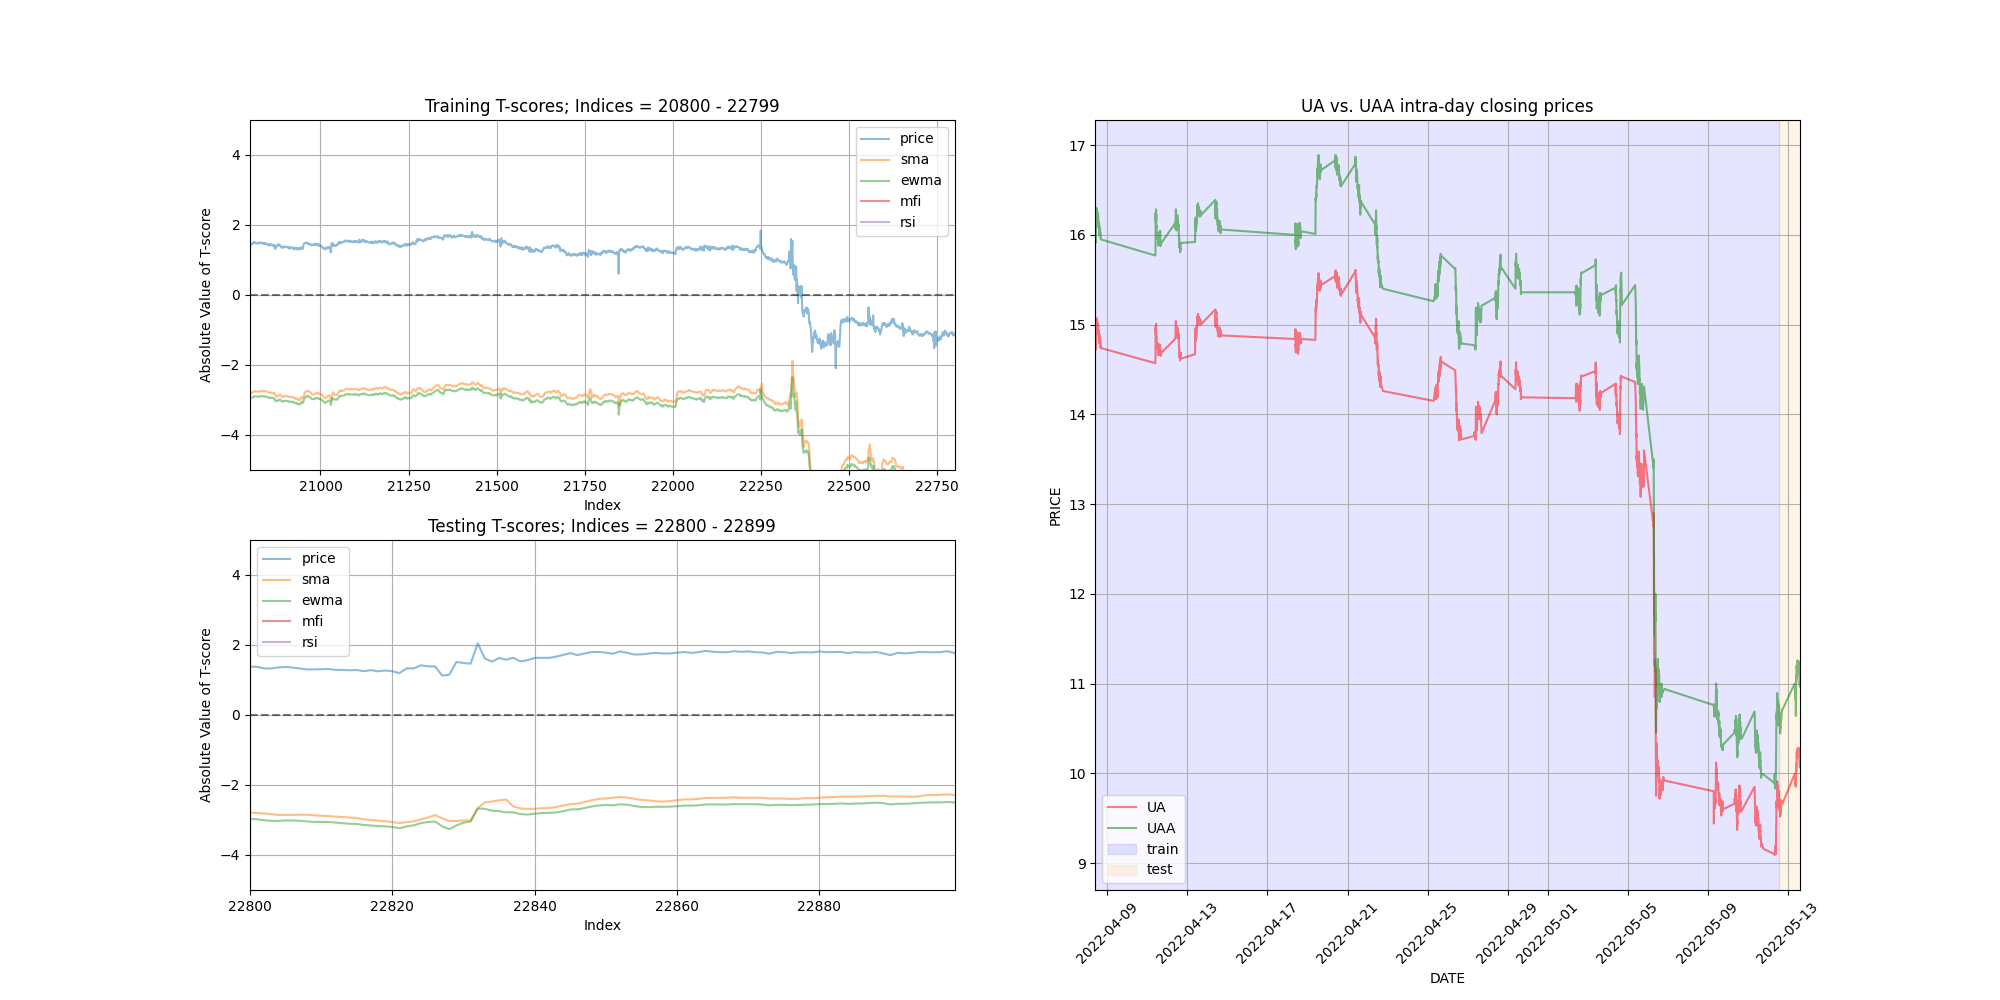 Training T-scores; Indices = 20800 - 22799
Absolute Value of T-score
4
2
0
−2
−4
price
sma
ewma
mfi
rsi
21000 21250 21500 21750 22000 22250 22500 22750
Index
Testing T-scores; Indices = 22800 - 22899
Absolute Value of T-score
4
2
0
−2
−4
price
sma
ewma
mfi
rsi
22800 22820 22840 22860 22880
Index
UA vs. UAA intra-day closing prices
PRICE
17
16
15
14
13
12
11
10
9
UA
UAA
train
test
2022-04-09 2022-04-13 2022-04-17 2022-04-21 2022-04-25 2022-04-29 2022-05-01 2022-05-05 2022-05-09 2022-05-13
DATE